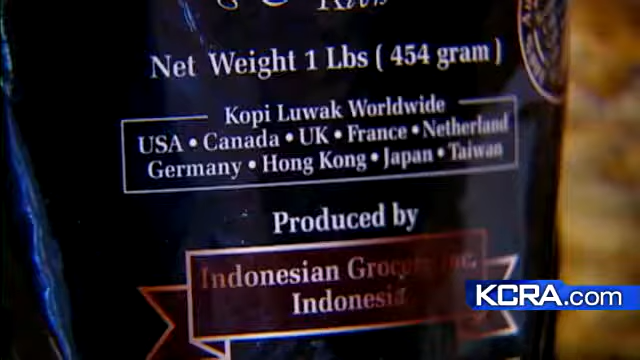 Net Weight 1 Lbs ( 454 gram )
Kopi Luwak Worldwide
USA • Canada • UK • France • Netherland
Germany • Hong Kong • Japan • Taiwan
Produced by
Indonesian Inc.
Indonesia
KCRA.com